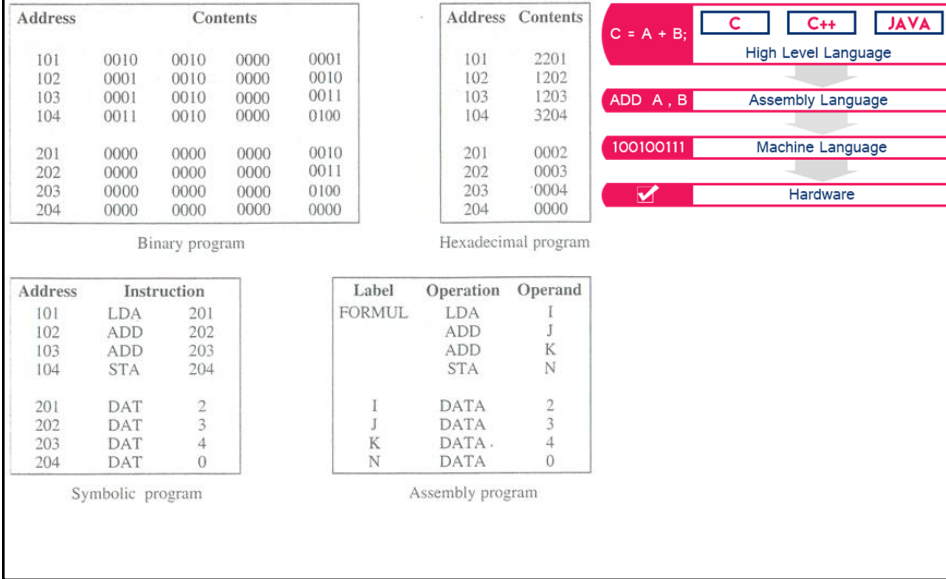 Address Contents
101 0010 0010 0000 0001
102 0001 0010 0000 0010
103 0001 0010 0000 0011
104 0011 0010 0000 0100
201 0000 0000 0000 0010
202 0000 0000 0000 0011
203 0000 0000 0000 0100
204 0000 0000 0000 0000
Binary program
Address Contents
101 2201
102 1202
103 1203
104 3204
201 0002
202 0003
203 0004
204 0000
Hexadecimal program
C = A + B;
C C++ JAVA
High Level Language
ADD A , B Assembly Language
100100111 Machine Language
Hardware
Address Instruction
101 LDA 201
102 ADD 202
103 ADD 203
104 STA 204
201 DAT 2
202 DAT 3
203 DAT 4
204 DAT 0
Symbolic program
Label Operation Operand
FORMUL LDA I
ADD J
ADD K
STA N
I DATA 2
J DATA 3
K DATA 4
N DATA 0
Assembly program